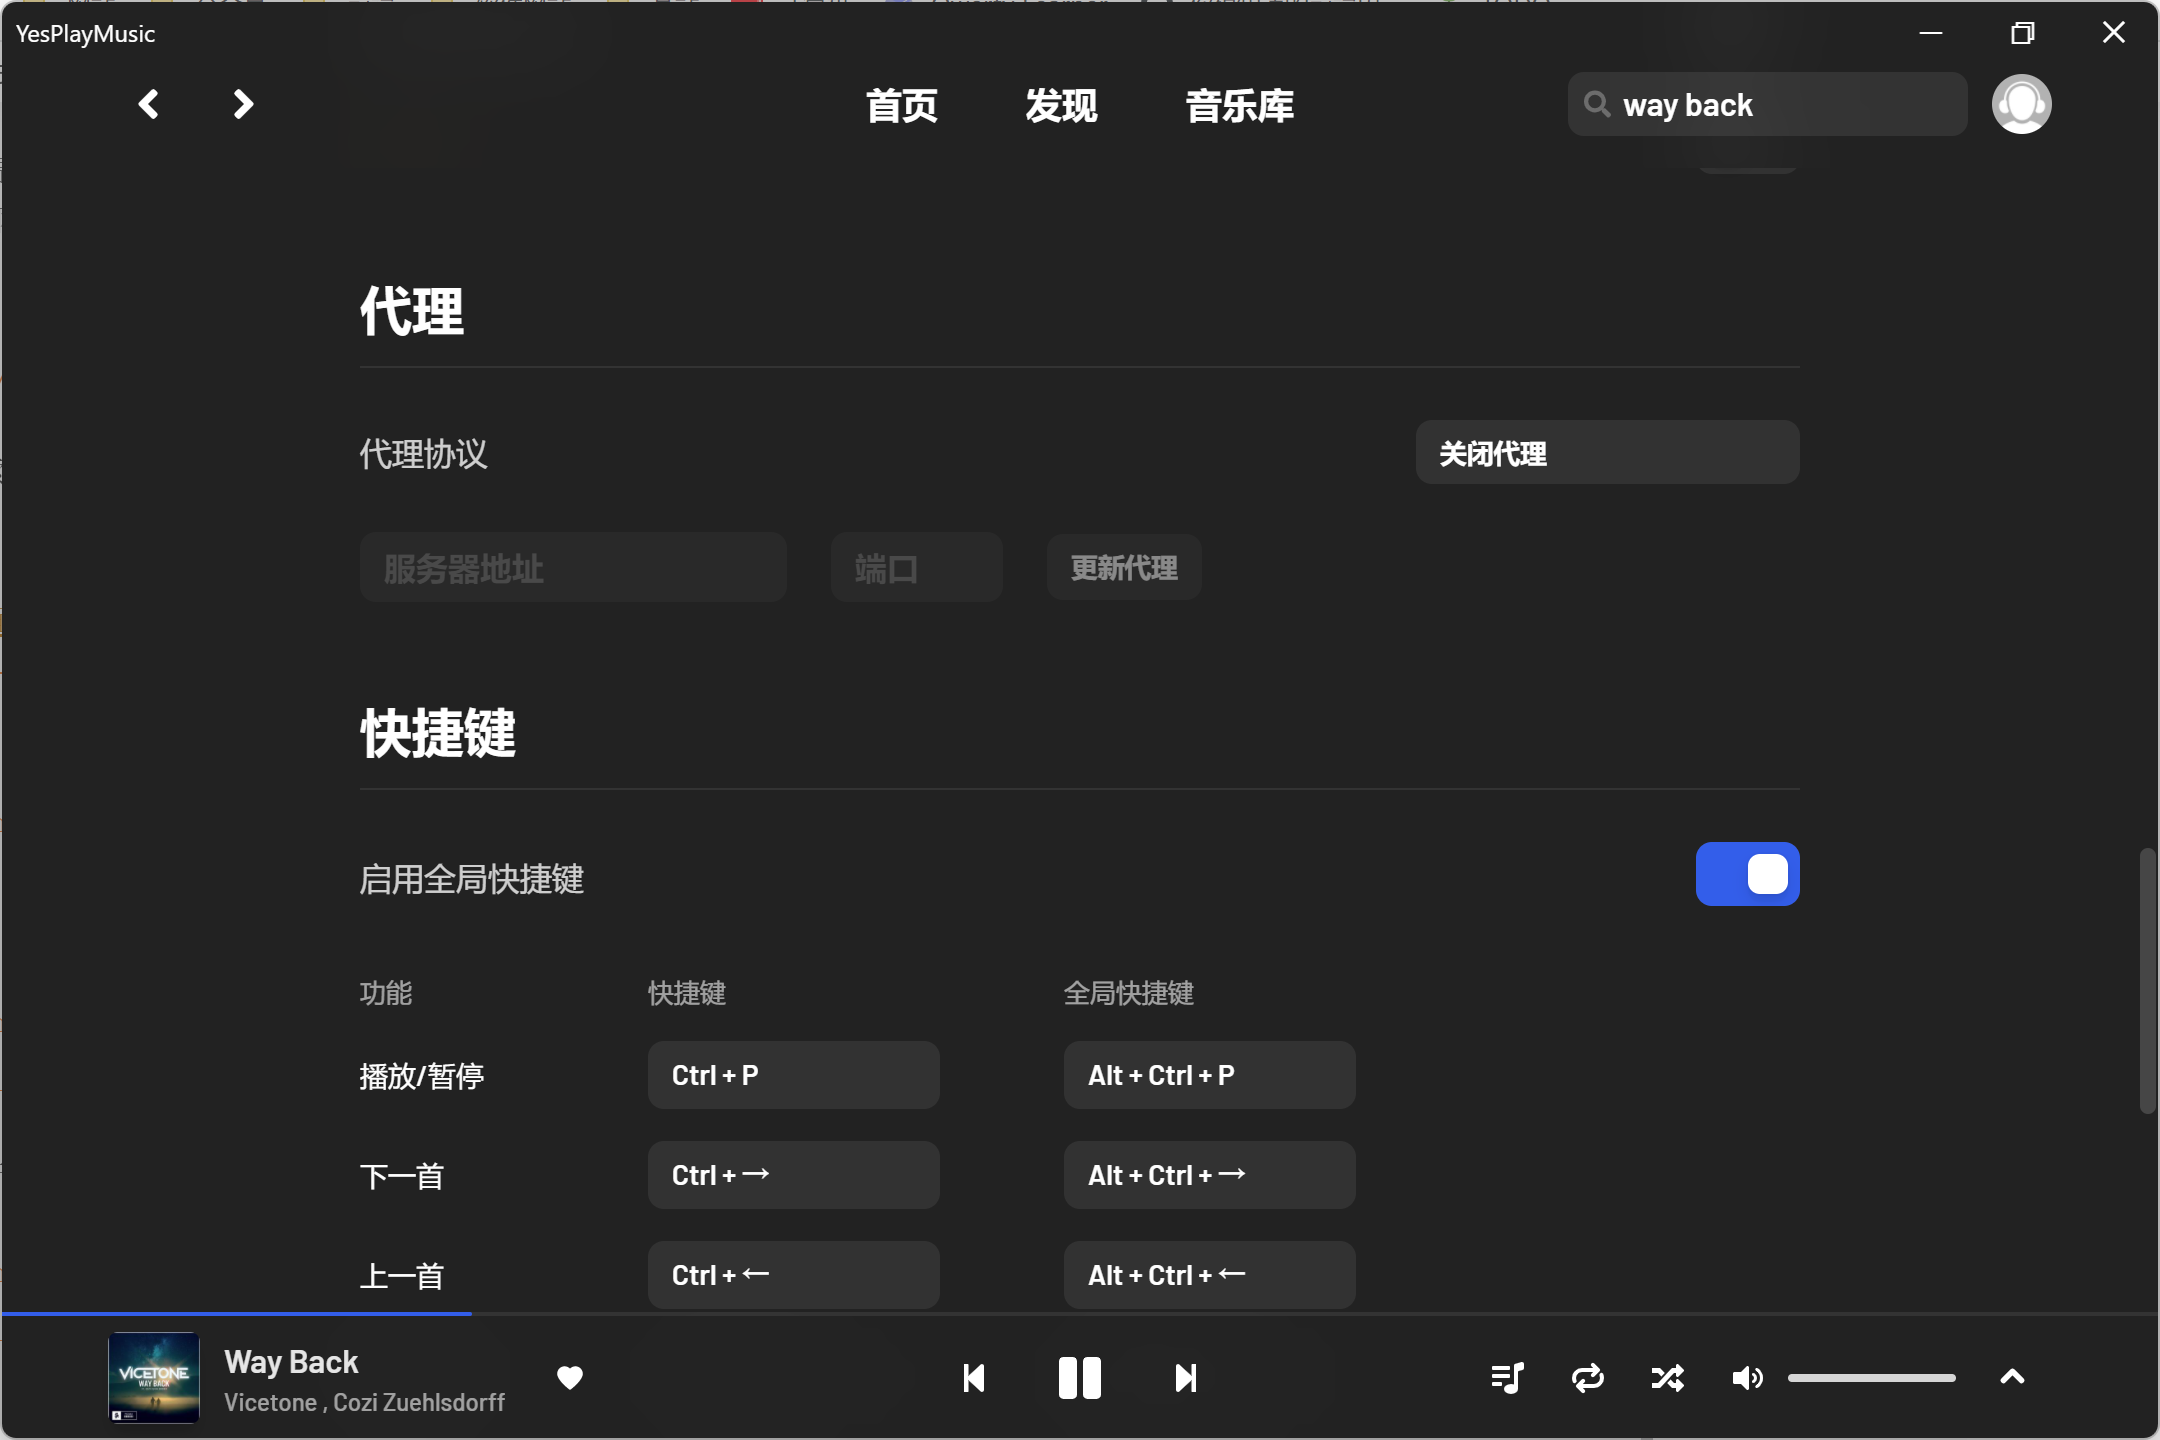 YesPlayMusic
首页 发现 音乐库
way back
代理
代理协议 关闭代理
服务器地址 端口 更新代理
快捷键
启用全局快捷键
功能 快捷键 全局快捷键
播放/暂停 Ctrl + P Alt + Ctrl + P
下一首 Ctrl + → Alt + Ctrl + →
上一首 Ctrl + ← Alt + Ctrl + ←
VICETONE
WAY BACK
Way Back
Vicetone , Cozi Zuehlsdorff